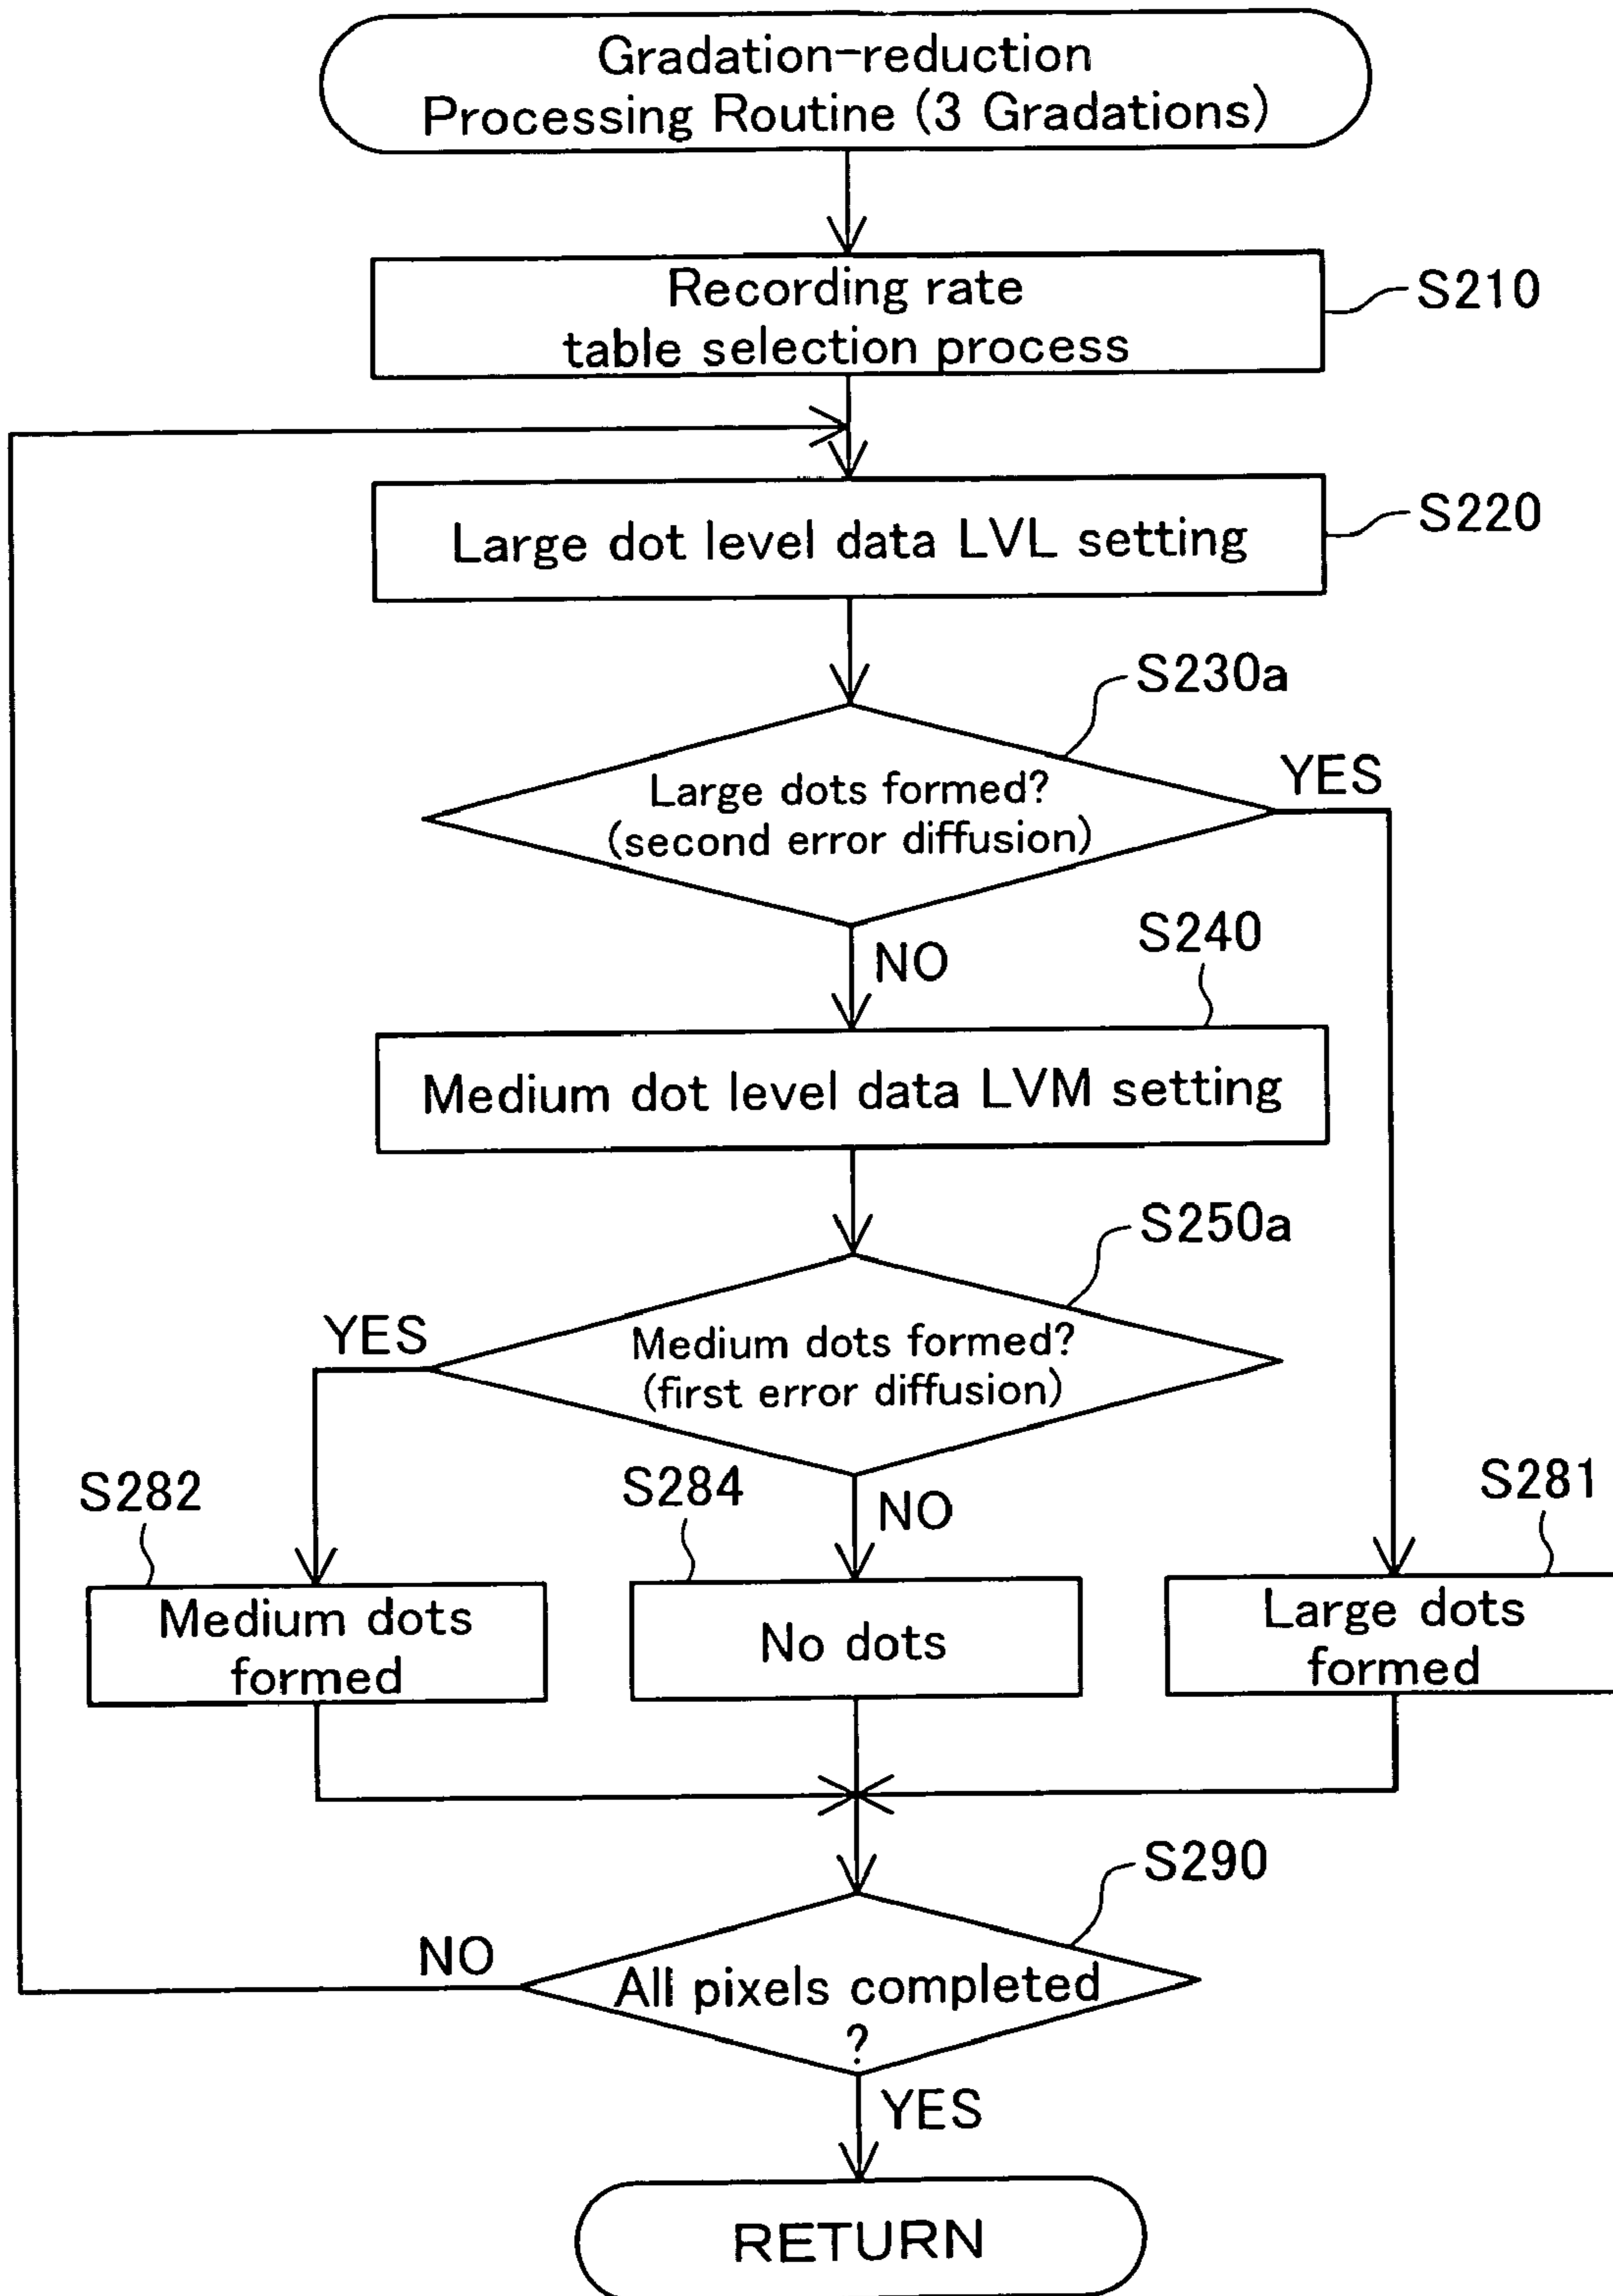 Gradation-reduction
Processing Routine (3 Gradations)
Recording rate
table selection process
S210
Large dot level data LVL setting
S220
S230a
Large dots formed?
(second error diffusion)
YES
NO
S240
Medium dot level data LVM setting
S250a
YES
Medium dots formed?
(first error diffusion)
NO
S282
S284
S281
Medium dots
formed
No dots
Large dots
formed
S290
NO
All pixels completed
?
YES
RETURN